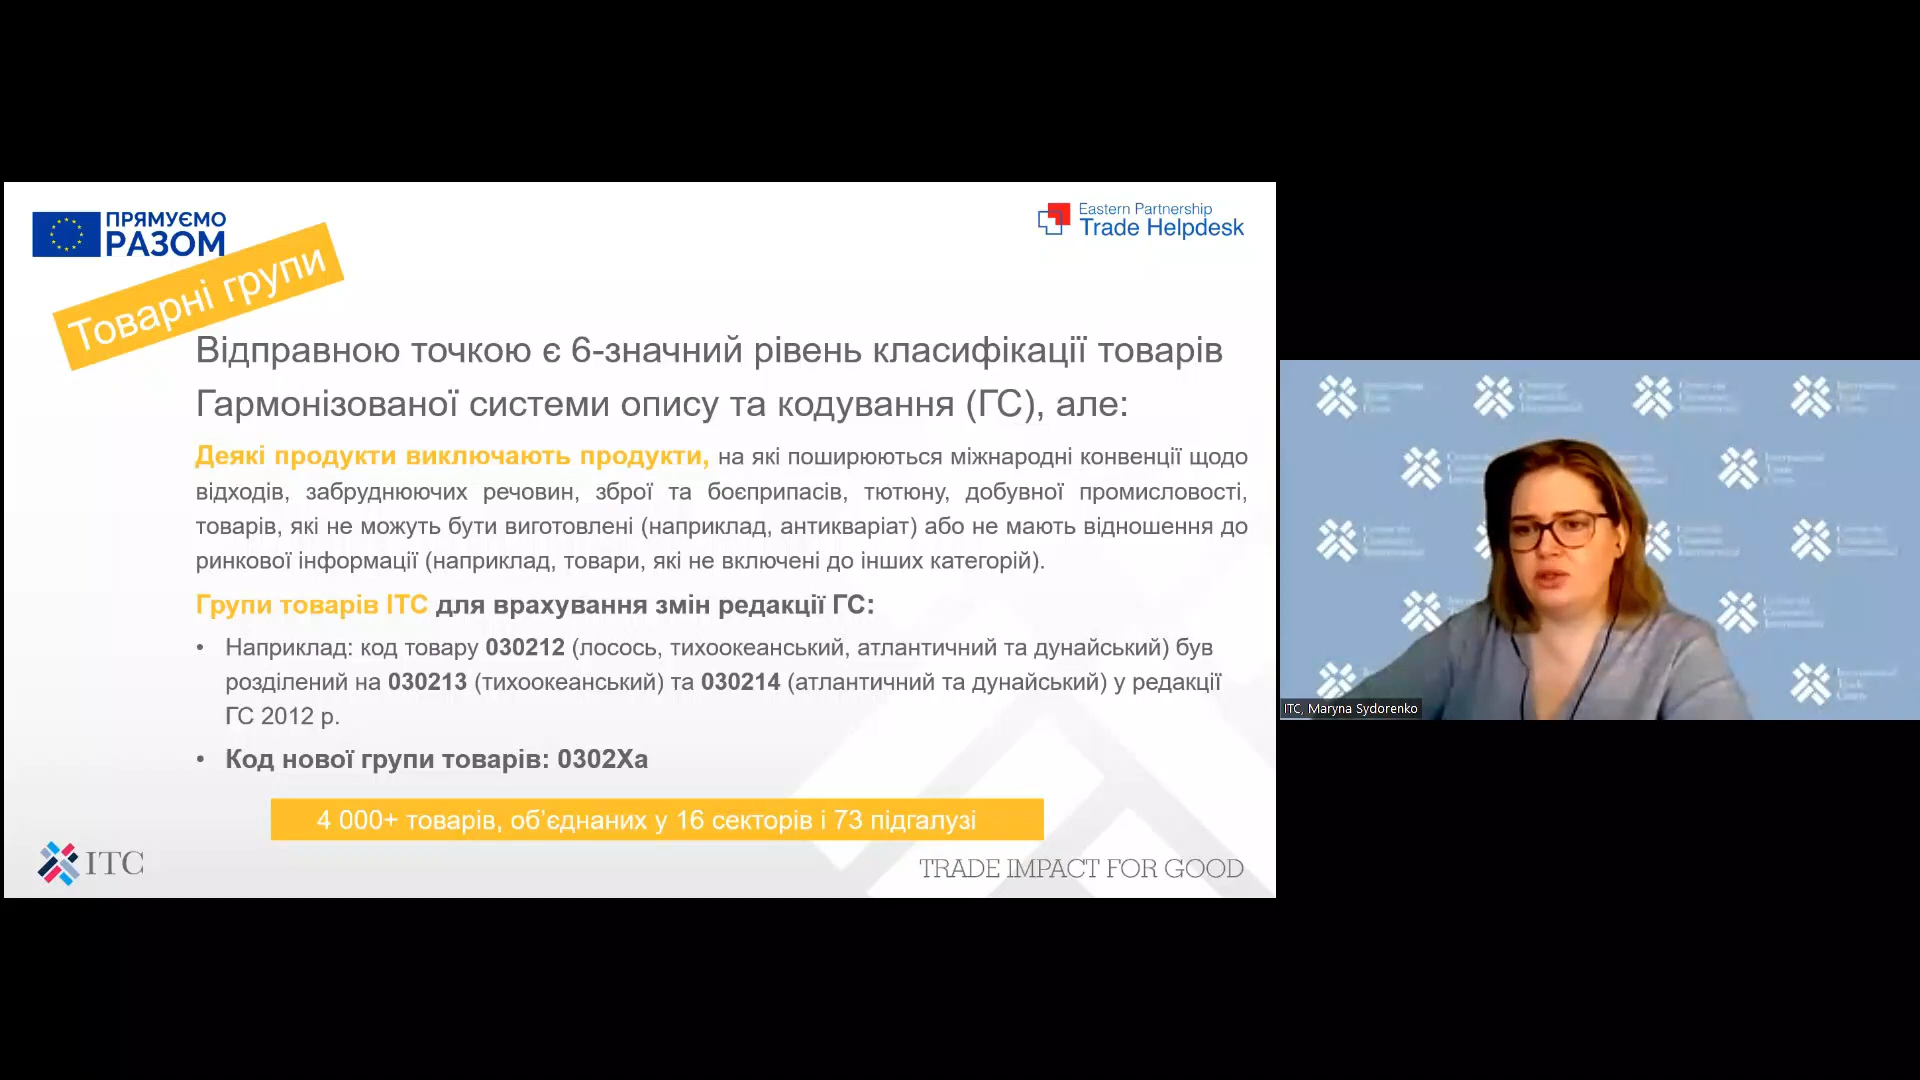 ПРЯМУЄМО
РАЗОМ
Eastern Partnership
Trade Helpdesk
Товарні групи
Відправною точкою є 6-значний рівень класифікації товарів
Гармонізованої системи опису та кодування (ГС), але:
Деякі продукти виключають продукти, на які поширюються міжнародні конвенції щодо
відходів, забруднюючих речовин, зброї та боєприпасів, тютюну, добувної промисловості,
товарів, які не можуть бути виготовлені (наприклад, антикваріат) або не мають відношення до
ринкової інформації (наприклад, товари, які не включені до інших категорій).
Групи товарів ІТС для врахування змін редакції ГС:
• Наприклад: код товару 030212 (лосось, тихоокеанський, атлантичний та дунайський) був
розділений на 030213 (тихоокеанський) та 030214 (атлантичний та дунайський) у редакції
ГС 2012 р.
• Код нової групи товарів: 0302Xa
4 000+ товарів, об’єднаних у 16 секторів і 73 підгалузі
ITC
TRADE IMPACT FOR GOOD
ITC, Maryna Sydorenko